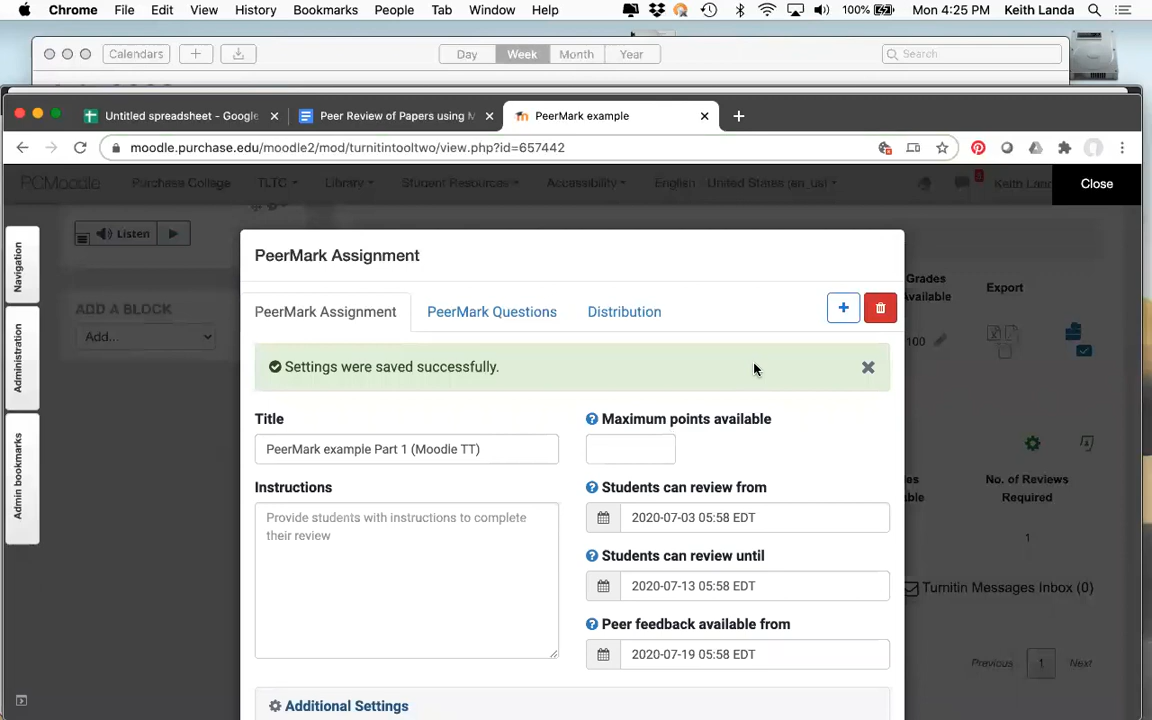 Chrome File Edit View History Bookmarks People Tab Window Help 100% Mon 4:25 PM Keith Landa
Calendars Day Week Month Year Search
Untitled spreadsheet - Google PeerMark example
Peer Review of Papers using M
moodle.purchase.edu/moodle2/mod/turnitintooltwo/view.php?id=657442
PCMoodle Purchase College TLTC Library Student Resources Accessibility English - United States (en_us) Keith Landa Close
Navigation
Administration
Admin bookmarks
Listen
ADD A BLOCK
Add...
PeerMark Assignment
PeerMark Assignment PeerMark Questions Distribution
Settings were saved successfully.
Title
PeerMark example Part 1 (Moodle TT)
Instructions
Provide students with instructions to complete
their review
Maximum points available
Students can review from
2020-07-03 05:58 EDT
Students can review until
2020-07-13 05:58 EDT
Peer feedback available from
2020-07-19 05:58 EDT
Additional Settings
Grades
Available
Export
100
No. of Reviews
Required
1
Turnitin Messages Inbox (0)
Previous 1 Next